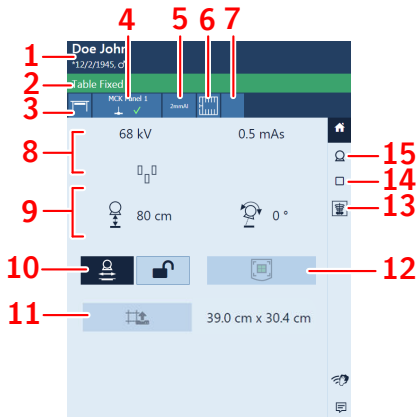 Doe John
*12/2/1945, ♂
Table Fixed
MCK Panel 1
2mmAl
68 kV
0.5 mAs
80 cm
0 °
39.0 cm x 30.4 cm
1
2
3
4
5
6
7
8
9
10
11
12
13
14
15